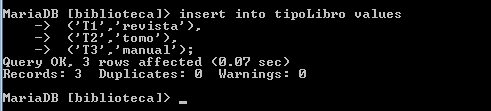 MariaDB [biblioteca]> insert into tipoLibro values
    -> ('T1','revista'),
    -> ('T2','tomo'),
    -> ('T3','manual');
Query OK, 3 rows affected (0.07 sec)
Records: 3  Duplicates: 0  Warnings: 0
MariaDB [biblioteca]> _